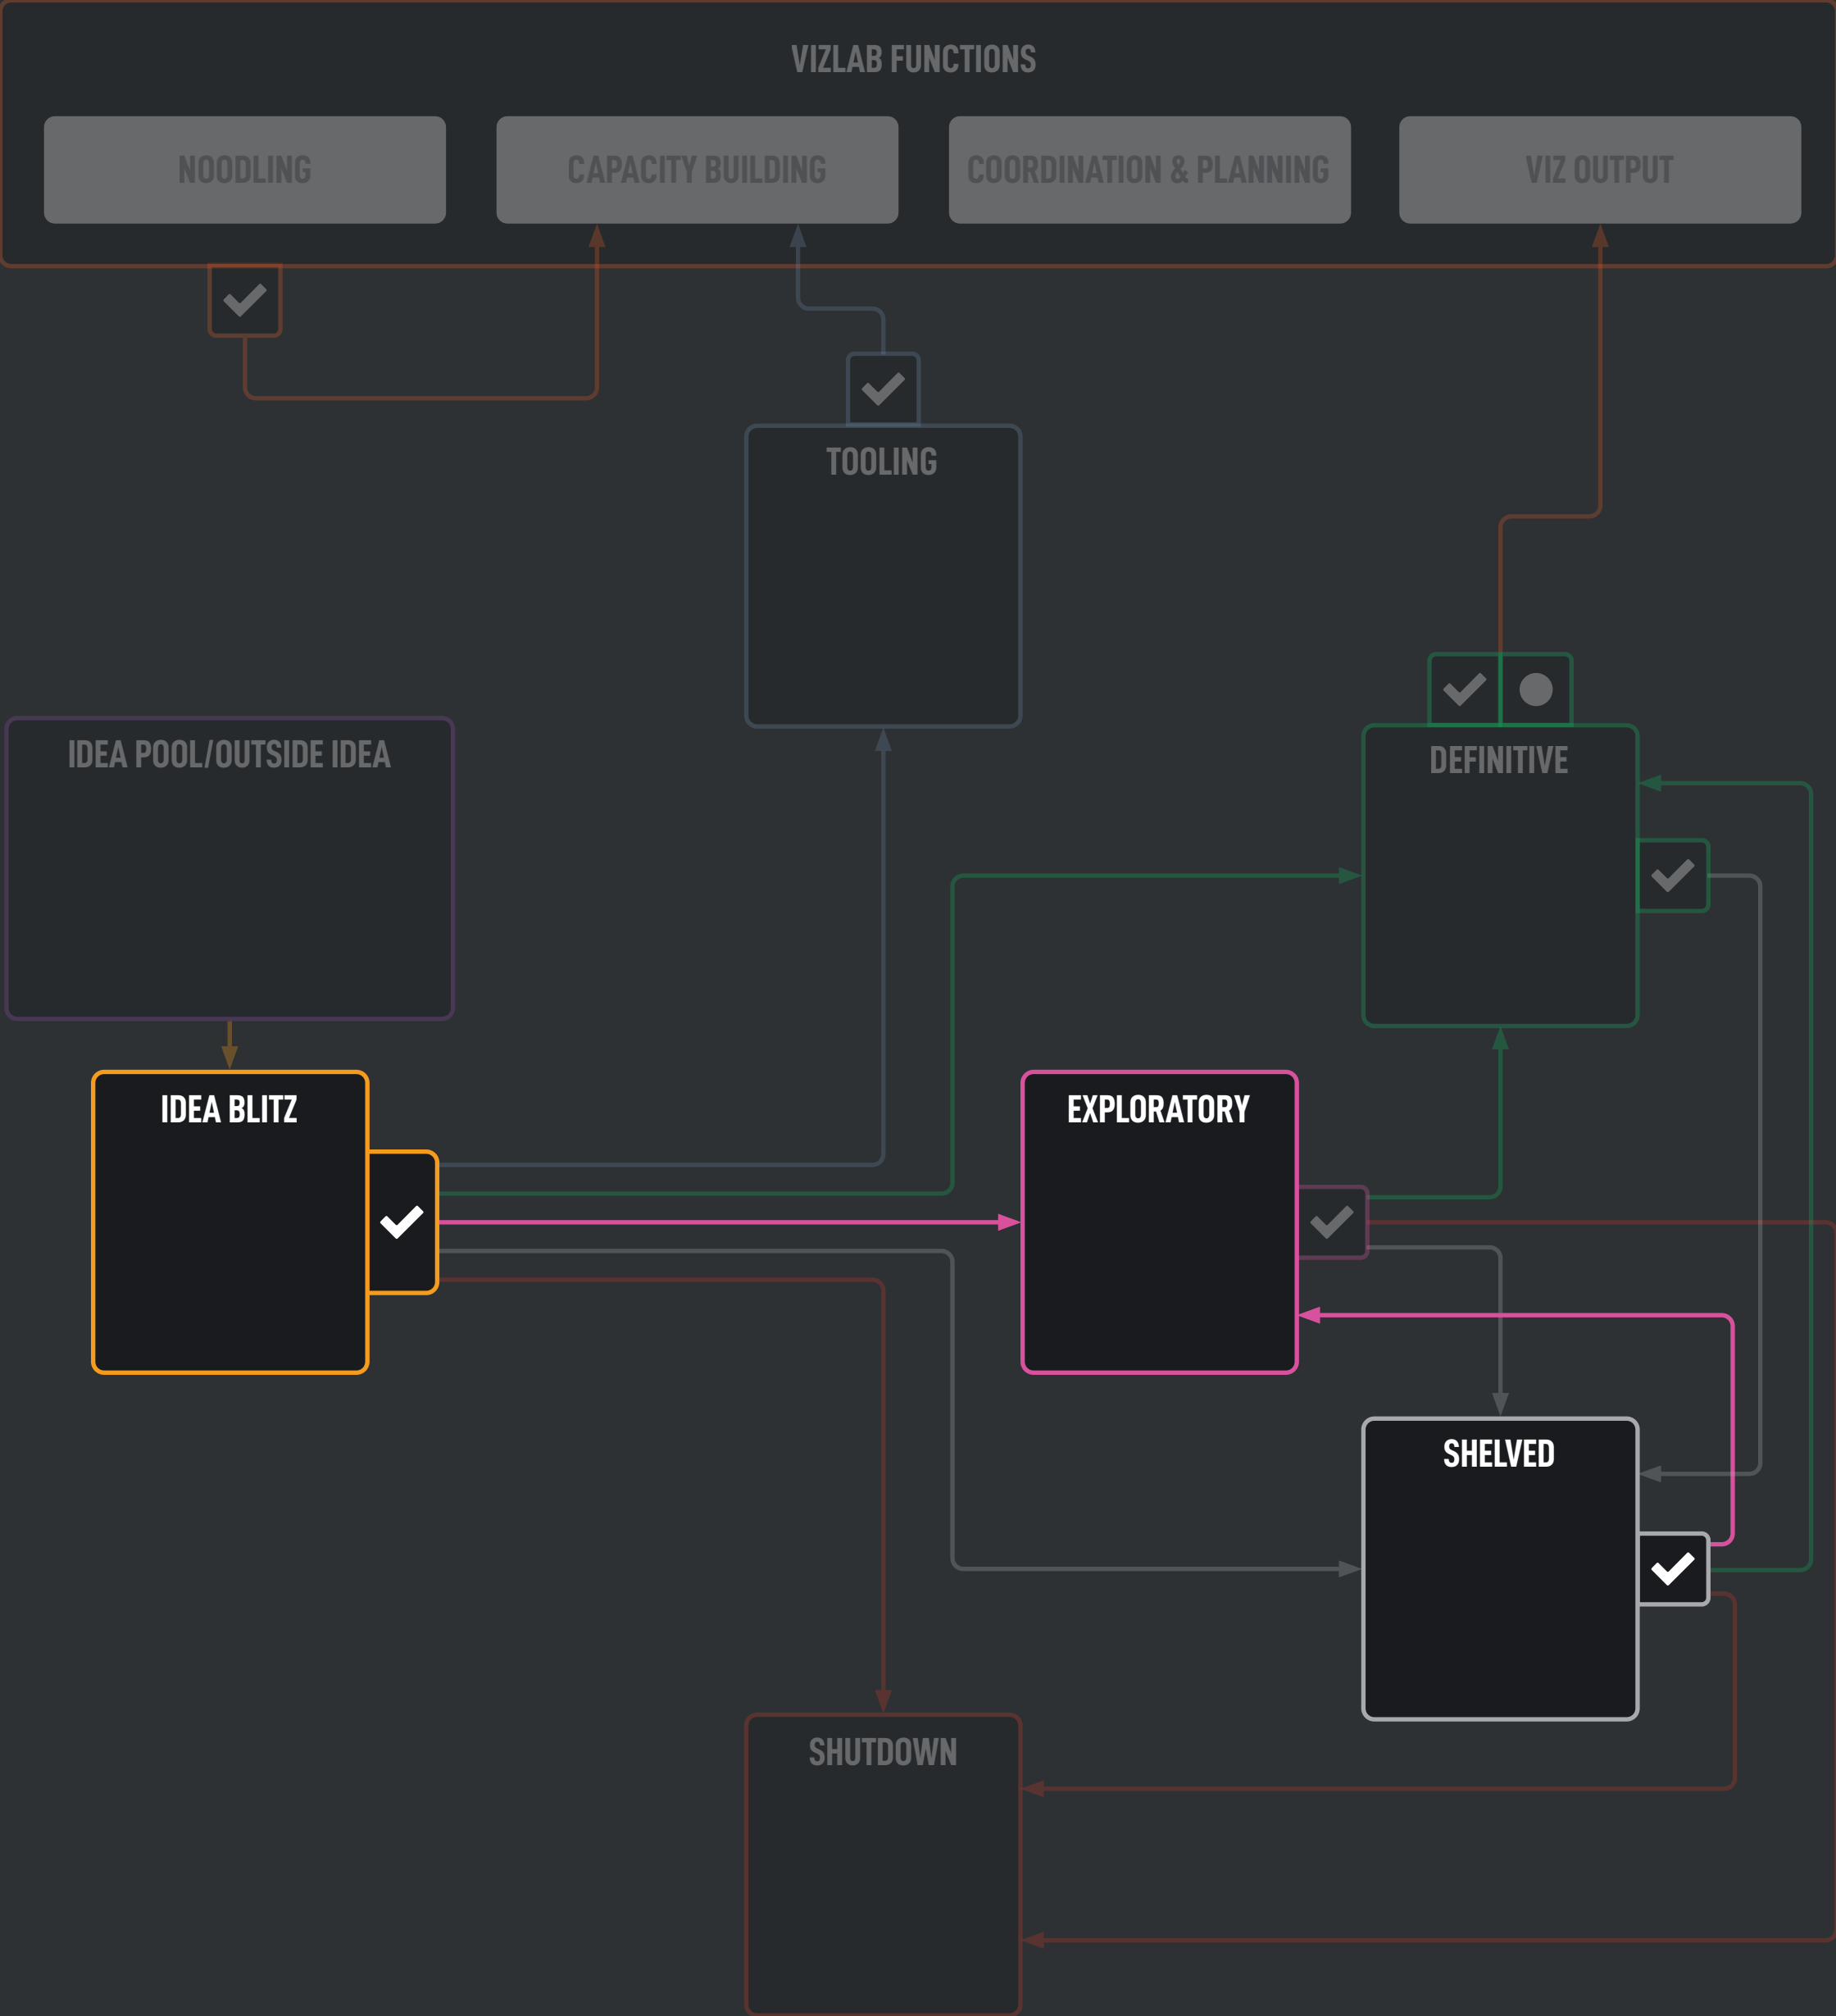 VIZLAB FUNCTIONS
NOODLING
CAPACITY BUILDING
COORDINATION & PLANNING
VIZ OUTPUT
TOOLING
IDEA POOL/OUTSIDE IDEA
DEFINITIVE
IDEA BLITZ
EXPLORATORY
SHELVED
SHUTDOWN